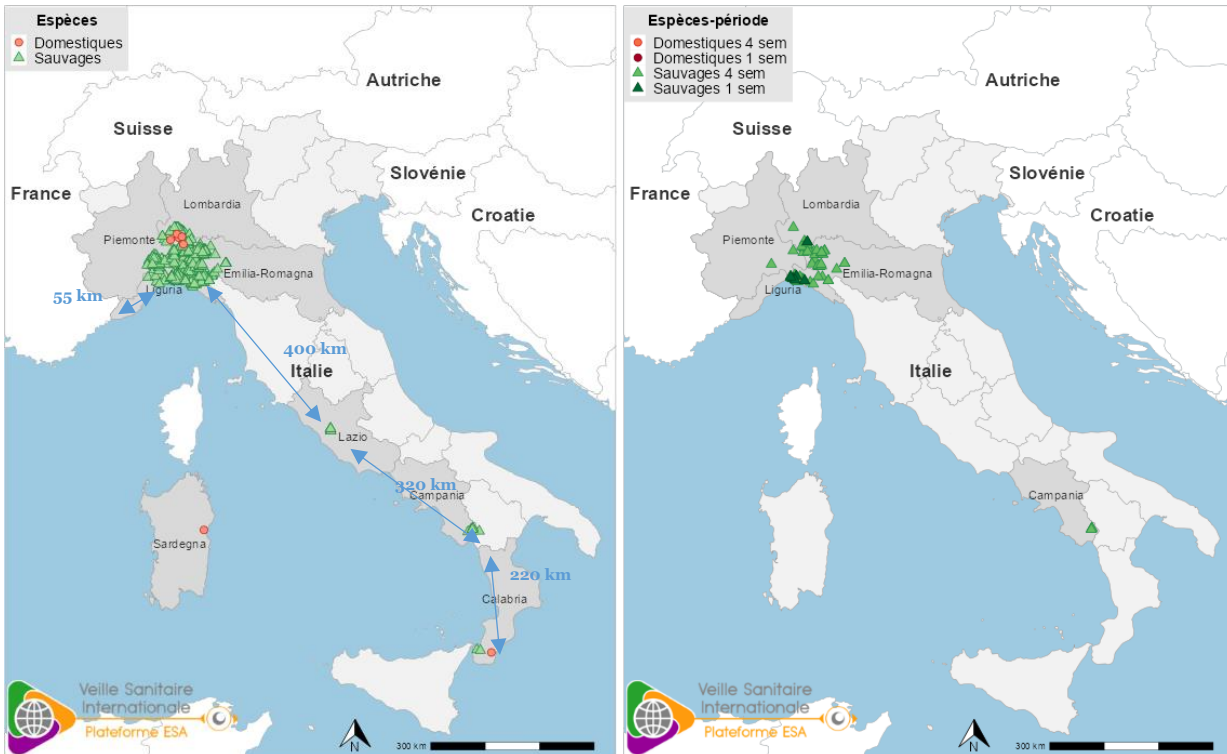 Espèces
Domestiques
Sauvages
Autriche
Suisse
Slovénie
France
Croatie
Lombardia
Piemonte
Emilia-Romagna
Liguria
55 km
400 km
Italie
Lazio
320 km
Campania
Sardegna
220 km
Calabria
Veille Sanitaire
Internationale
Plateforme ESA
N
300 km
Espèces-période
Domestiques 4 sem
Domestiques 1 sem
Sauvages 4 sem
Sauvages 1 sem
Autriche
Suisse
Slovénie
France
Croatie
Lombardia
Piemonte
Emilia-Romagna
Liguria
Italie
Campania
Veille Sanitaire
Internationale
Plateforme ESA
N
300 km